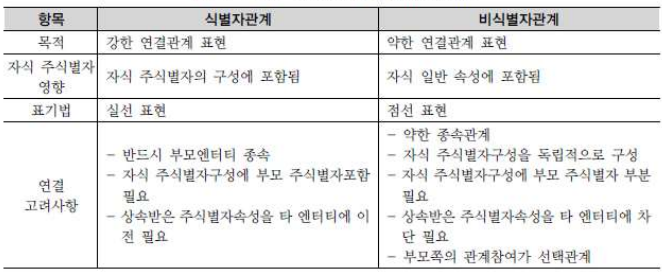 항목 식별자관계 비식별자관계
목적 강한 연결관계 표현 약한 연결관계 표현
자식 주식별자 영향 자식 주식별자의 구성에 포함됨 자식 일반 속성에 포함됨
표기법 실선 표현 점선 표현
연결
고려사항
- 반드시 부모엔터티 종속
- 자식 주식별자구성에 부모 주식별자포함
필요
- 상속받은 주식별자속성을 타 엔터티에 이
전 필요
- 약한 종속관계
- 자식 주식별자구성을 독립적으로 구성
- 자식 주식별자구성에 부모 주식별자 부분
필요
- 상속받은 주식별자속성을 타 엔터티에 차
단 필요
- 부모쪽의 관계참여가 선택관계